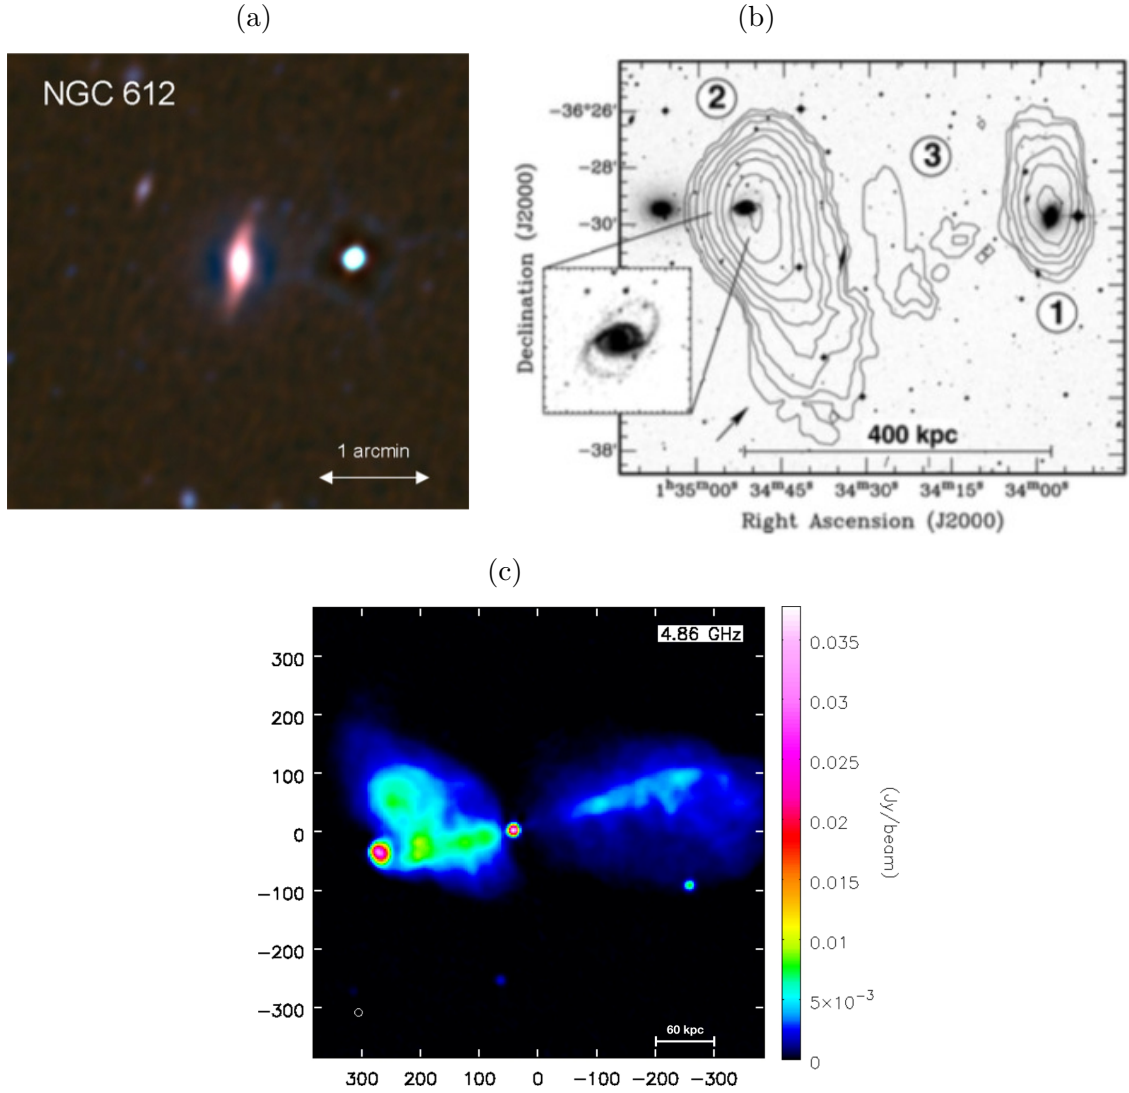 (a)
(b)
NGC 612
1 arcmin
2
3
1
Declination (J2000)
−36°26′
−28′
−30′
−38′
400 kpc
1ʰ35ᵐ00ˢ 34ᵐ45ˢ 34ᵐ30ˢ 34ᵐ15ˢ 34ᵐ00ˢ
Right Ascension (J2000)
(c)
4.86 GHz
300
200
100
0
−100
−200
−300
60 kpc
300 200 100 0 −100 −200 −300
0.035
0.03
0.025
0.02
0.015
0.01
5×10⁻³
0
(Jy/beam)